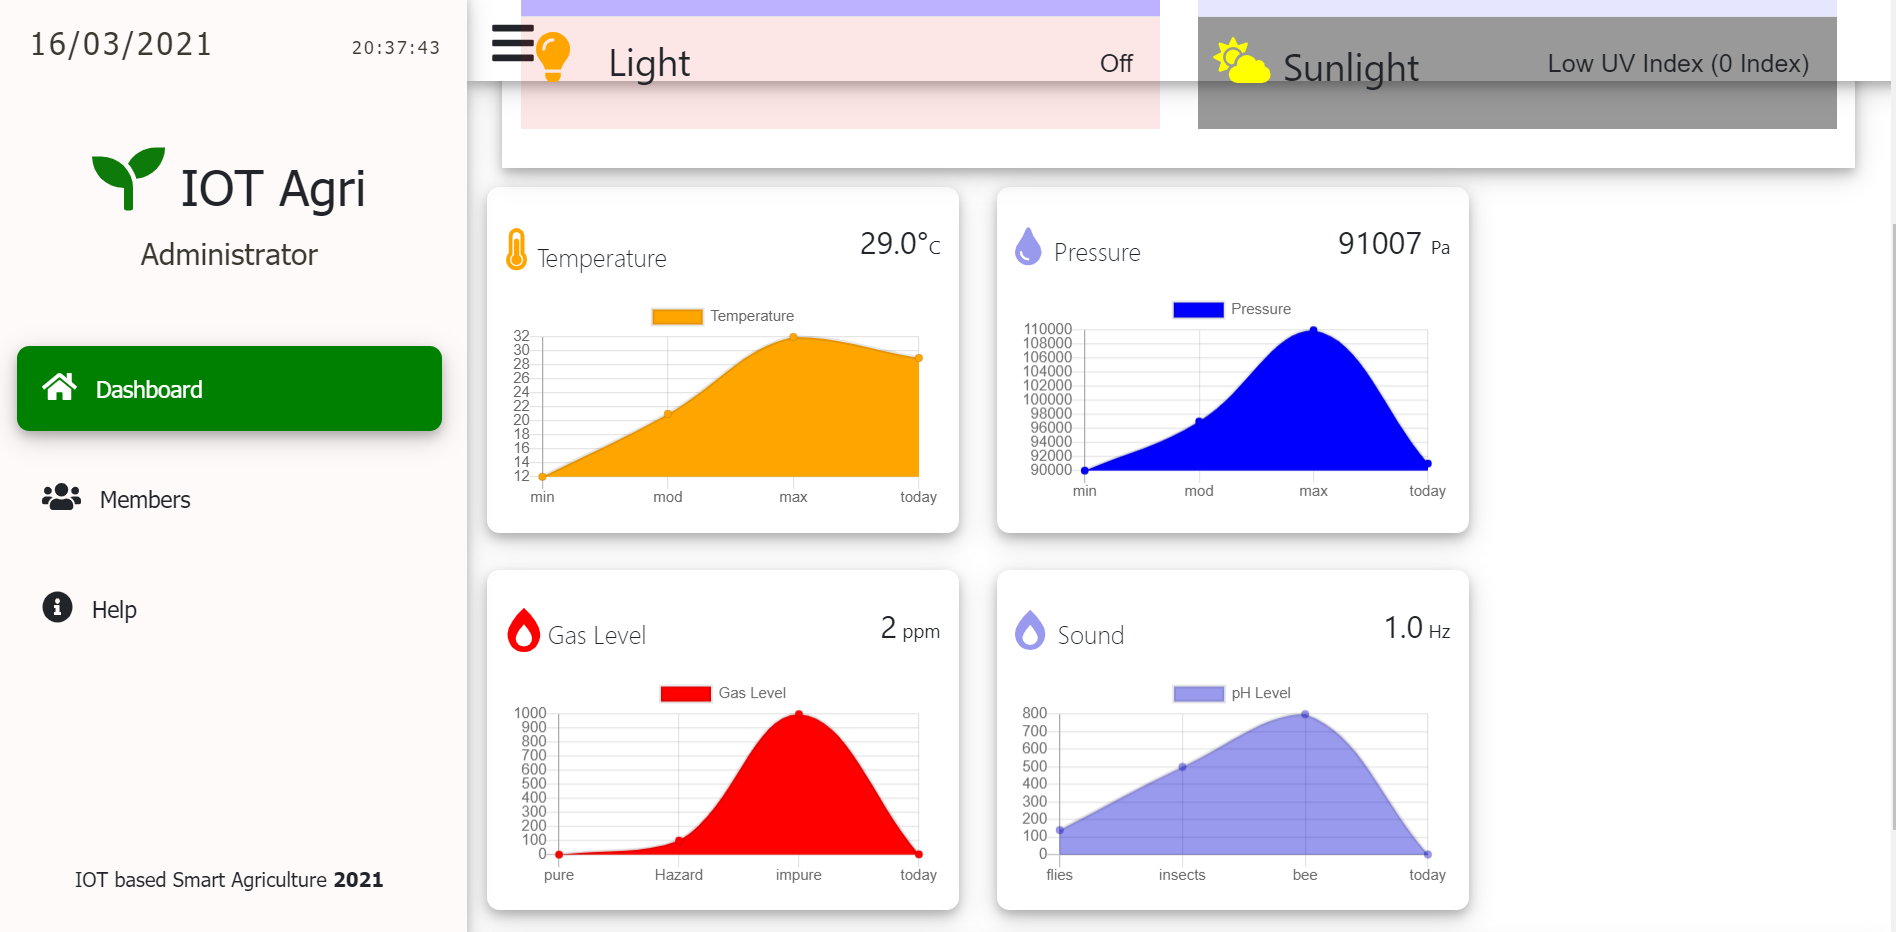 16/03/2021
20:37:43
IOT Agri
Administrator
Dashboard
Members
Help
IOT based Smart Agriculture 2021
Light
Off
Sunlight
Low UV Index (0 Index)
Temperature
29.0°C
Temperature
32
30
28
26
24
22
20
18
16
14
12
min mod max today
Pressure
91007 Pa
Pressure
110000
108000
106000
104000
102000
100000
98000
96000
94000
92000
90000
min mod max today
Gas Level
2 ppm
Gas Level
1000
900
800
700
600
500
400
300
200
100
0
pure Hazard impure today
Sound
1.0 Hz
pH Level
800
700
600
500
400
300
200
100
0
flies insects bee today